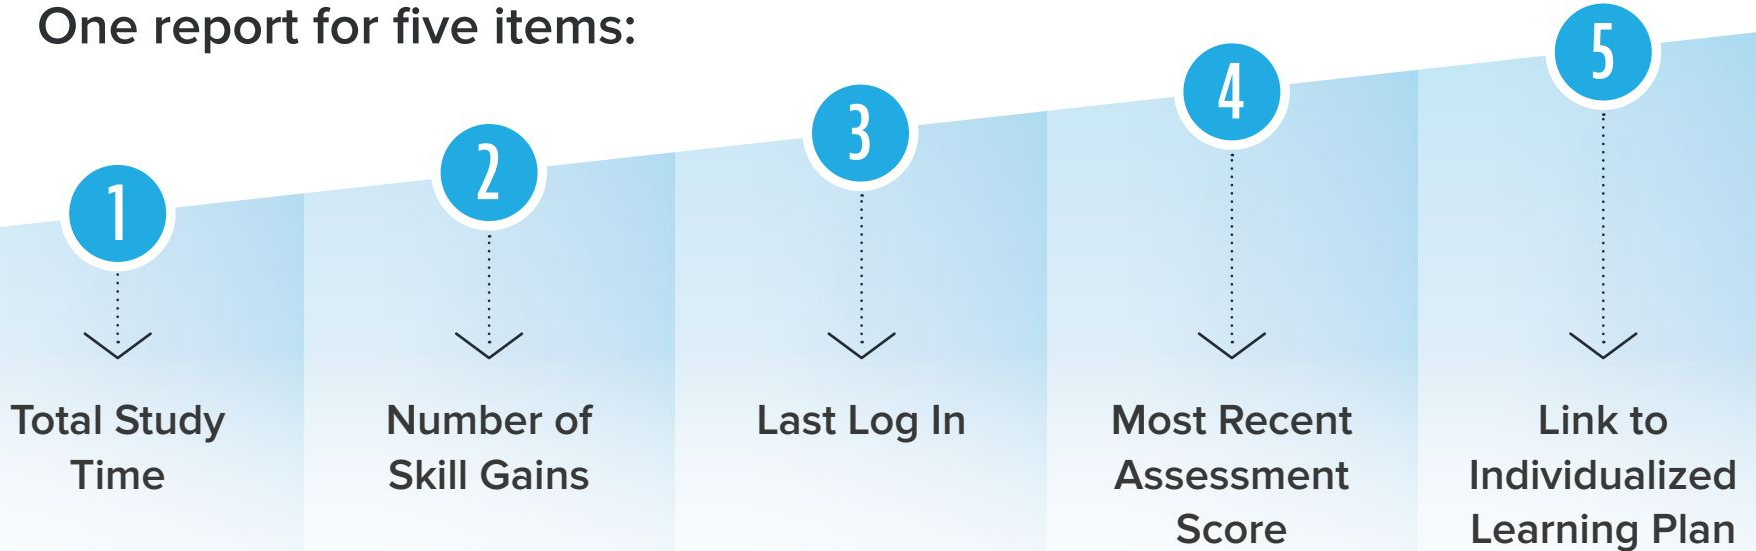 One report for five items:
1
Total Study
Time
2
Number of
Skill Gains
3
Last Log In
4
Most Recent
Assessment
Score
5
Link to
Individualized
Learning Plan